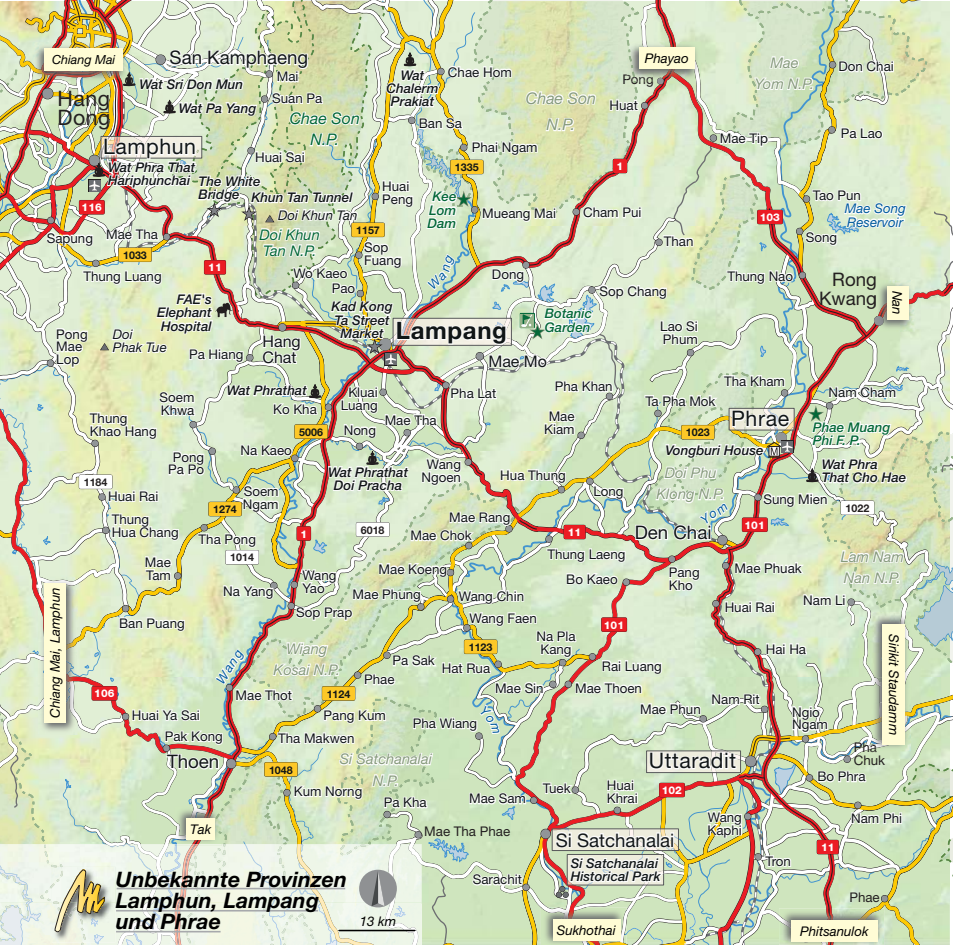 Chiang Mai
San Kamphaeng
Wat
Chalerm
Prakiat
Chae Hom
Pong
Phayao
Mae
Yom N.P.
Don Chai
Mai
Wat Sri Don Mun
Suan Pa
Wat Pa Yang
Hang
Dong
Chae Son
N.P.
Chae Son
N.P.
Huat
Ban Sa
Pa Lao
Mae Tip
Phai Ngam
Lamphun
Huai Sai
1335
1
Wat Phra That
Hariphunchai
The White
Bridge
Khun Tan Tunnel
Huai
Peng
Kee
Lom
Dam
Mueang Mai
Cham Pui
103
Tao Pun
Mae Song
Reservoir
116
Doi Khun Tan
1157
Song
Sapung
Mae Tha
Doi Khun
Tan N.P.
Sop
Fuang
Than
1033
Thung Luang
11
Wang
Dong
Thung Nao
Rong
Kwang
Nan
Wo Kaeo
Pao
Sop Chang
FAE's
Elephant
Hospital
Kad Kong
Ta Street
Market
Botanic
Garden
Lampang
Lao Si
Phum
Pong
Mae
Lop
Doi
Phak Tue
Hang
Chat
Pa Hiang
Mae Mo
Wat Phrathat
Ko Kha
Kluai
Luang
Pha Lat
Pha Khan
Tha Kham
Nam Cham
Soem
Khwa
Ta Pha Mok
Phrae
Phae Muang
Phi F.P.
Thung
Khao Hang
5006
Nong
Mae Tha
Mae
Kiam
1023
Vongburi House
M
Na Kaeo
Pong
Pa Po
Wat Phrathat
Doi Pracha
Wang
Ngoen
Hua Thung
Doi Phu
Klong N.P.
Wat Phra
That Cho Hae
1184
Huai Rai
Soem
Ngam
Long
Sung Mien
1022
1274
Thung
Hua Chang
Tha Pong
1
6018
Mae Rang
Mae Chok
11
Yom
101
Den Chai
Thung Laeng
Lam Nam
Nan N.P.
1014
Mae
Tam
Na Yang
Wang
Yao
Mae Koeng
Bo Kaeo
Pang
Kho
Mae Phuak
Mae Phung
Wang Chin
Huai Rai
Nam Li
Sop Prap
Ban Puang
Wang Faen
101
Chiang Mai, Lamphun
Wiang
Kosai N.P.
Na Pla
Kang
Hai Ha
Sirikit Staudamm
1123
Wang
Pa Sak
Hat Rua
Rai Luang
Phae
Mae Sin
Mae Thoen
106
Mae Thot
1124
Nam Rit
Huai Ya Sai
Pang Kum
Yom
Mae Phun
Ngio
Ngam
Pha Wiang
Pak Kong
Tha Makwen
Pha
Chuk
Thoen
1048
Si Satchanalai
N.P.
Uttaradit
Bo Phra
Kum Norng
Tuek
Huai
Khrai
102
Mae Sam
Pa Kha
Wang
Kaphi
Nam Phi
Tak
Mae Tha Phae
Si Satchanalai
11
Si Satchanalai
Historical Park
Tron
Sarachit
Phae
Unbekannte Provinzen
Lamphun, Lampang
und Phrae
13 km
Sukhothai
Phitsanulok